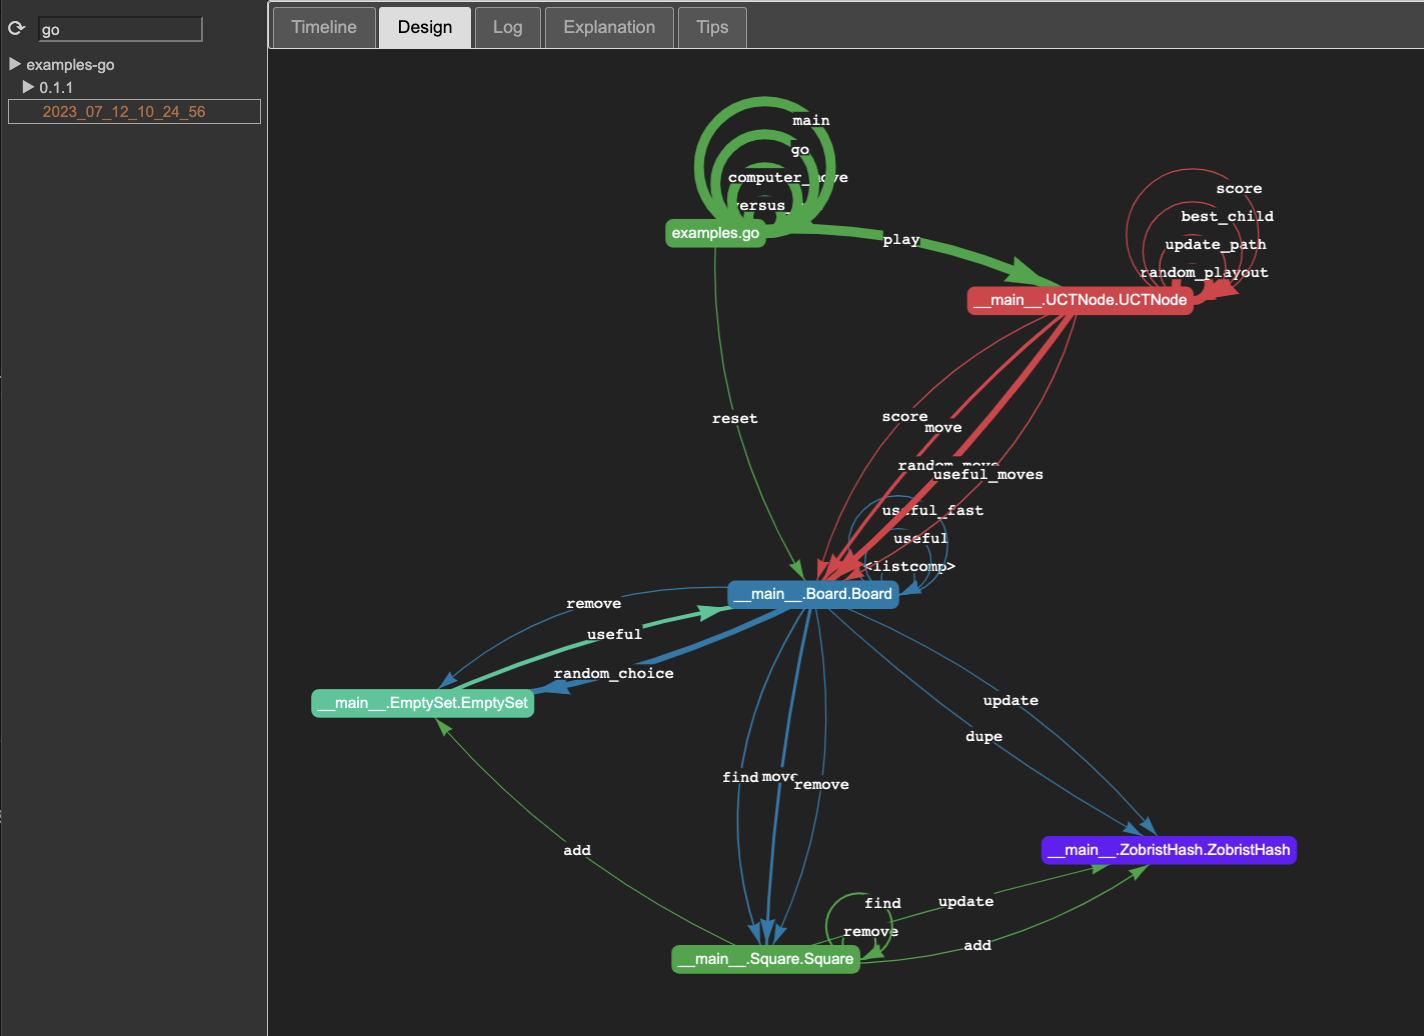 go
Timeline
Design
Log
Explanation
Tips
examples-go
0.1.1
2023_07_12_10_24_56
main
go
computer_move
examples.go
play
score
best_child
update_path
random_playout
__main__.UCTNode.UCTNode
reset
score
move
random_move
useful_moves
useful_fast
useful
<listcomp>
__main__.Board.Board
remove
useful
random_choice
__main__.EmptySet.EmptySet
update
dupe
find
move
remove
add
__main__.ZobristHash.ZobristHash
find
update
remove
add
__main__.Square.Square